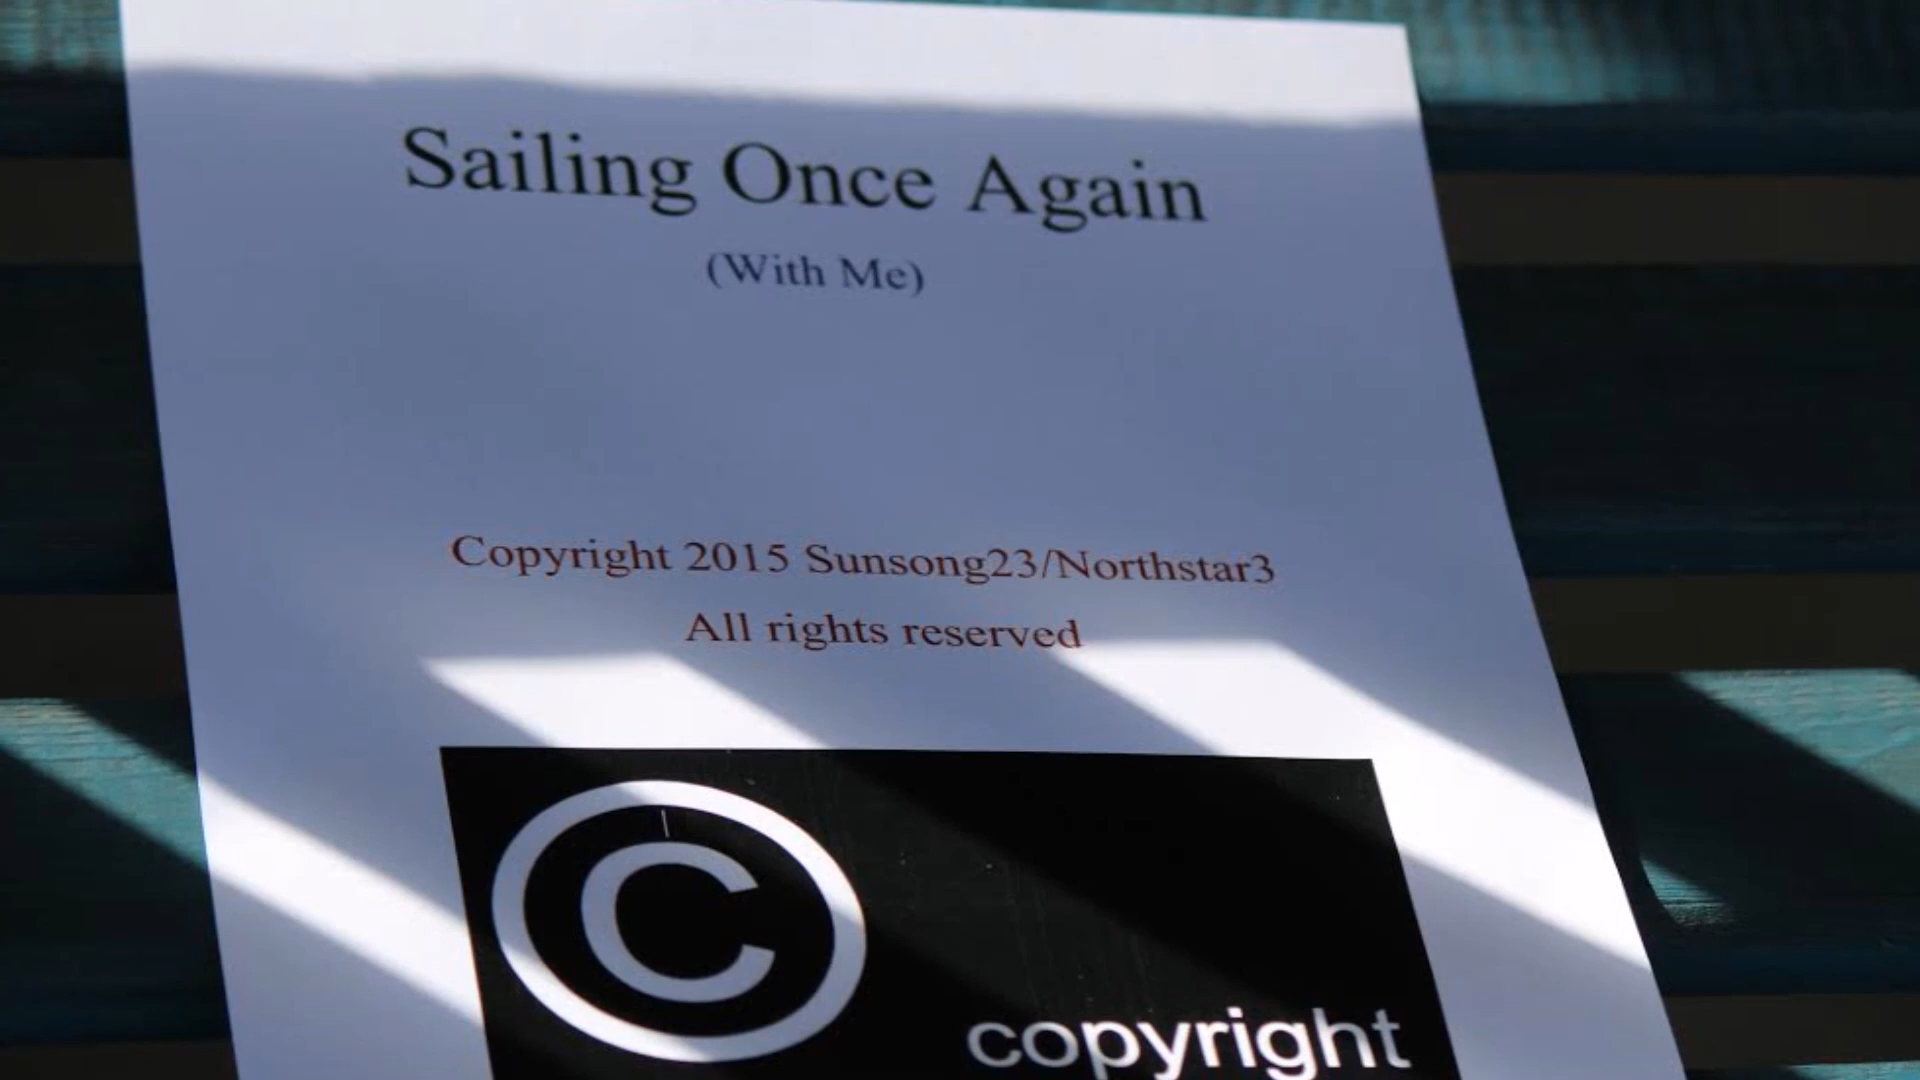 Sailing Once Again
(With Me)
Copyright 2015 Sunsong23/Northstar3
All rights reserved
©
copyright